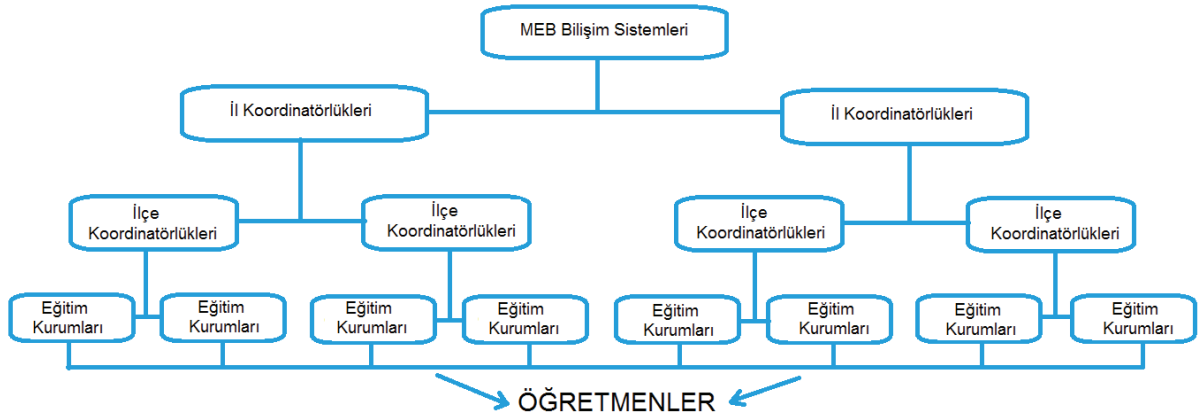 MEB Bilişim Sistemleri
İl Koordinatörlükleri
İl Koordinatörlükleri
İlçe
Koordinatörlükleri
İlçe
Koordinatörlükleri
İlçe
Koordinatörlükleri
İlçe
Koordinatörlükleri
Eğitim
Kurumları
Eğitim
Kurumları
Eğitim
Kurumları
Eğitim
Kurumları
Eğitim
Kurumları
Eğitim
Kurumları
Eğitim
Kurumları
Eğitim
Kurumları
ÖĞRETMENLER